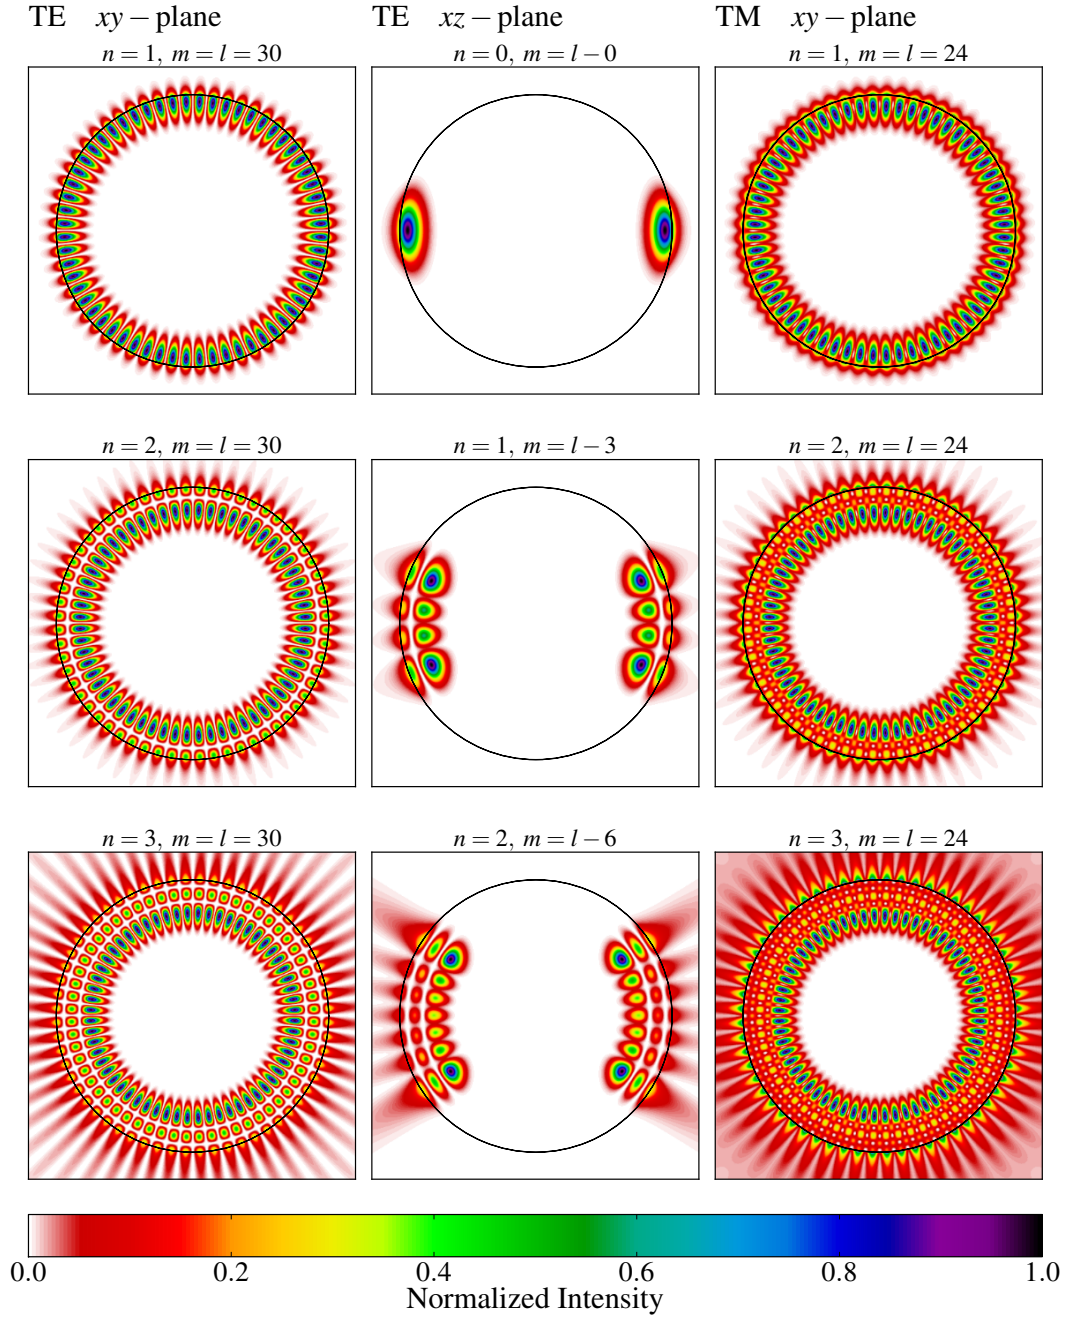 TE xy − plane TE xz − plane TM xy − plane
n = 1, m = l = 30 n = 0, m = l − 0 n = 1, m = l = 24
n = 2, m = l = 30 n = 1, m = l − 3 n = 2, m = l = 24
n = 3, m = l = 30 n = 2, m = l − 6 n = 3, m = l = 24
0.0 0.2 0.4 0.6 0.8 1.0
Normalized Intensity